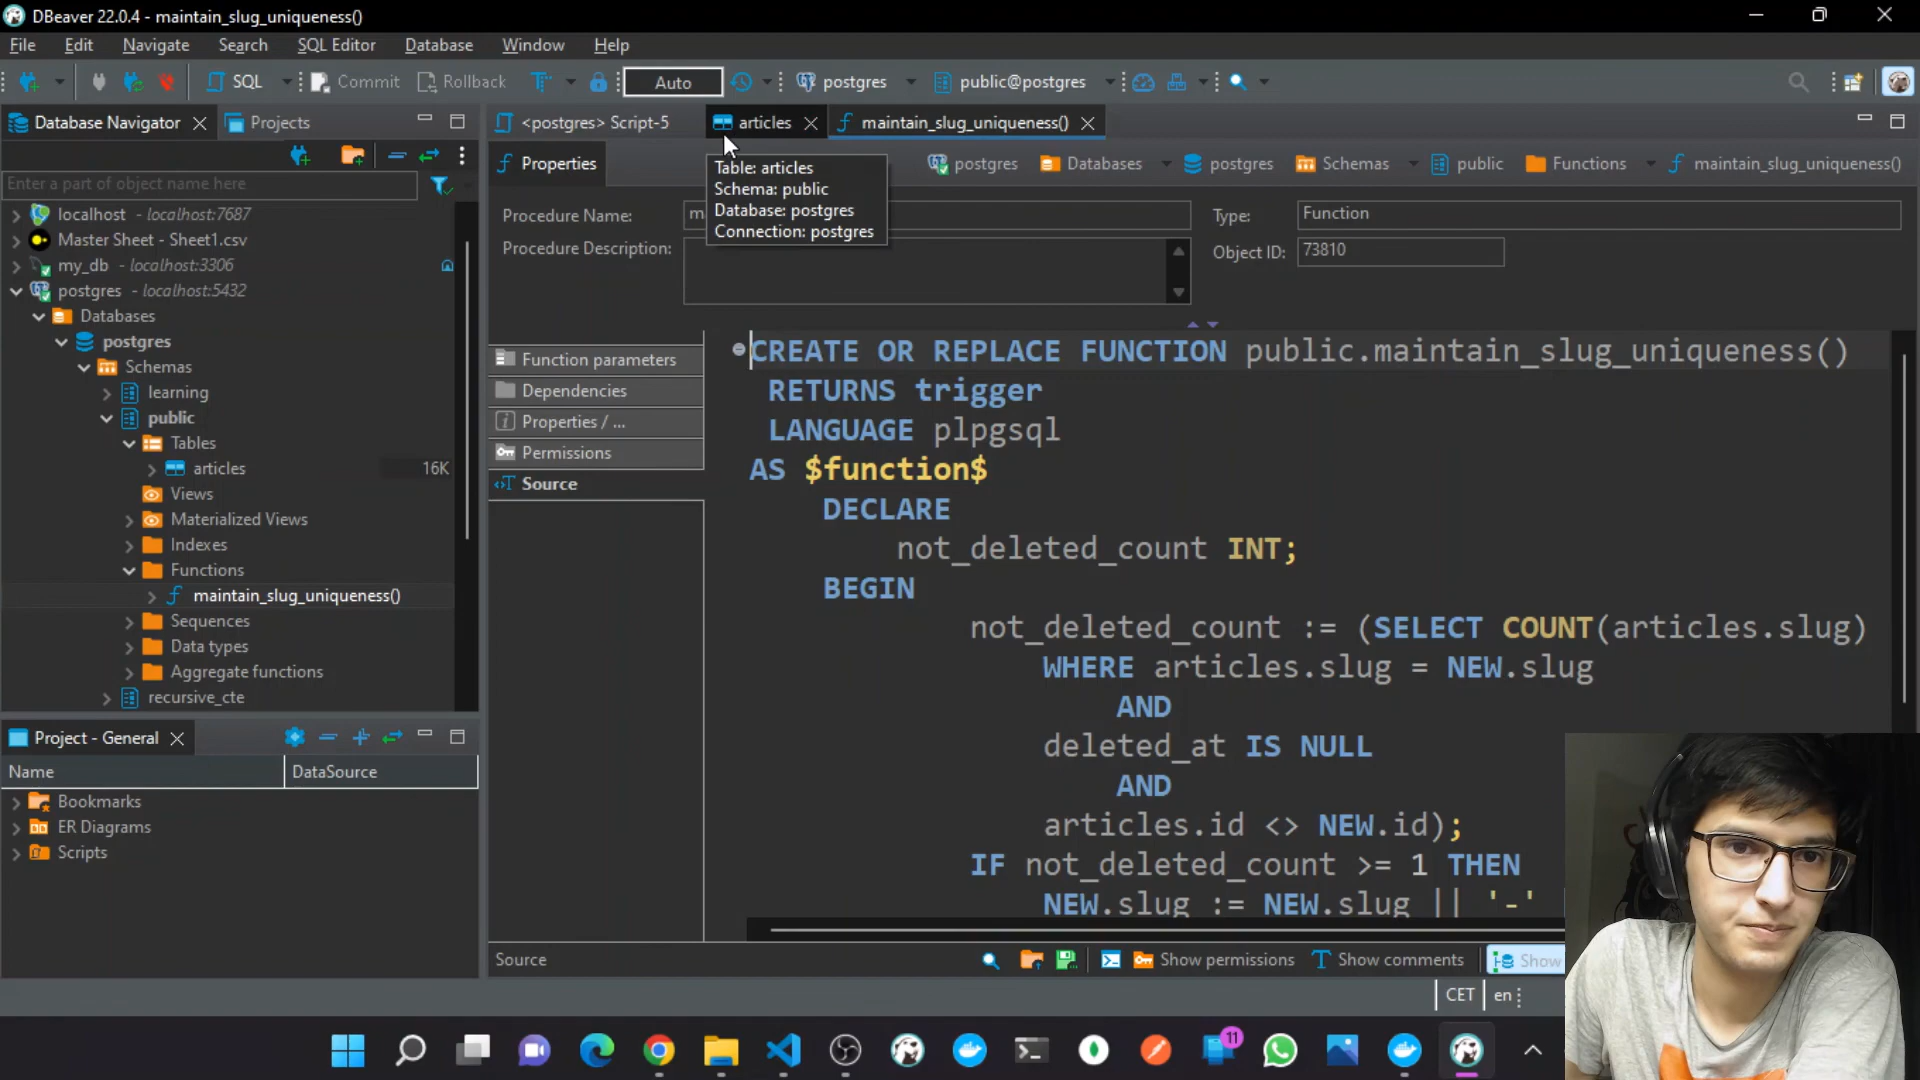 DBeaver 22.0.4 - maintain_slug_uniqueness()
File Edit Navigate Search SQL Editor Database Window Help
SQL Commit Rollback Auto postgres public@postgres
Database Navigator Projects
Enter a part of object name here
localhost - localhost:7687
Master Sheet - Sheet1.csv
my_db - localhost:3306
postgres - localhost:5432
Databases
postgres
Schemas
learning
public
Tables
articles 16K
Views
Materialized Views
Indexes
Functions
maintain_slug_uniqueness()
Sequences
Data types
Aggregate functions
recursive_cte
Project - General
Name DataSource
Bookmarks
ER Diagrams
Scripts
<postgres> Script-5 articles maintain_slug_uniqueness()
Properties postgres Databases postgres Schemas public Functions maintain_slug_uniqueness()
Table: articles
Schema: public
Database: postgres
Connection: postgres
Procedure Name: Type: Function
Procedure Description: Object ID: 73810
Function parameters
Dependencies
Properties / ...
Permissions
Source
CREATE OR REPLACE FUNCTION public.maintain_slug_uniqueness()
RETURNS trigger
LANGUAGE plpgsql
AS $function$
DECLARE
not_deleted_count INT;
BEGIN
not_deleted_count := (SELECT COUNT(articles.slug)
WHERE articles.slug = NEW.slug
AND
deleted_at IS NULL
AND
articles.id <> NEW.id);
IF not_deleted_count >= 1 THEN
NEW.slug := NEW.slug || '-'
Source Show permissions Show comments Show
CET en
11